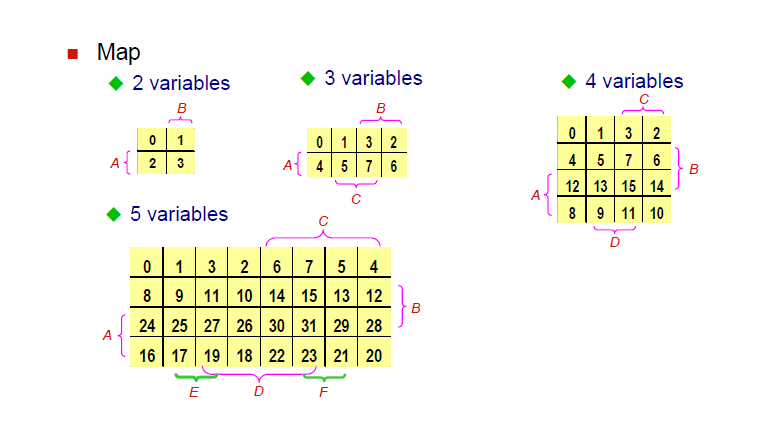 Map
2 variables
3 variables
4 variables
B
0 1
A
2 3
B
0 1 3 2
A
4 5 7 6
C
C
0 1 3 2
4 5 7 6
B
A
12 13 15 14
8 9 11 10
D
5 variables
C
0 1 3 2 6 7 5 4
8 9 11 10 14 15 13 12
B
24 25 27 26 30 31 29 28
A
16 17 19 18 22 23 21 20
E D F